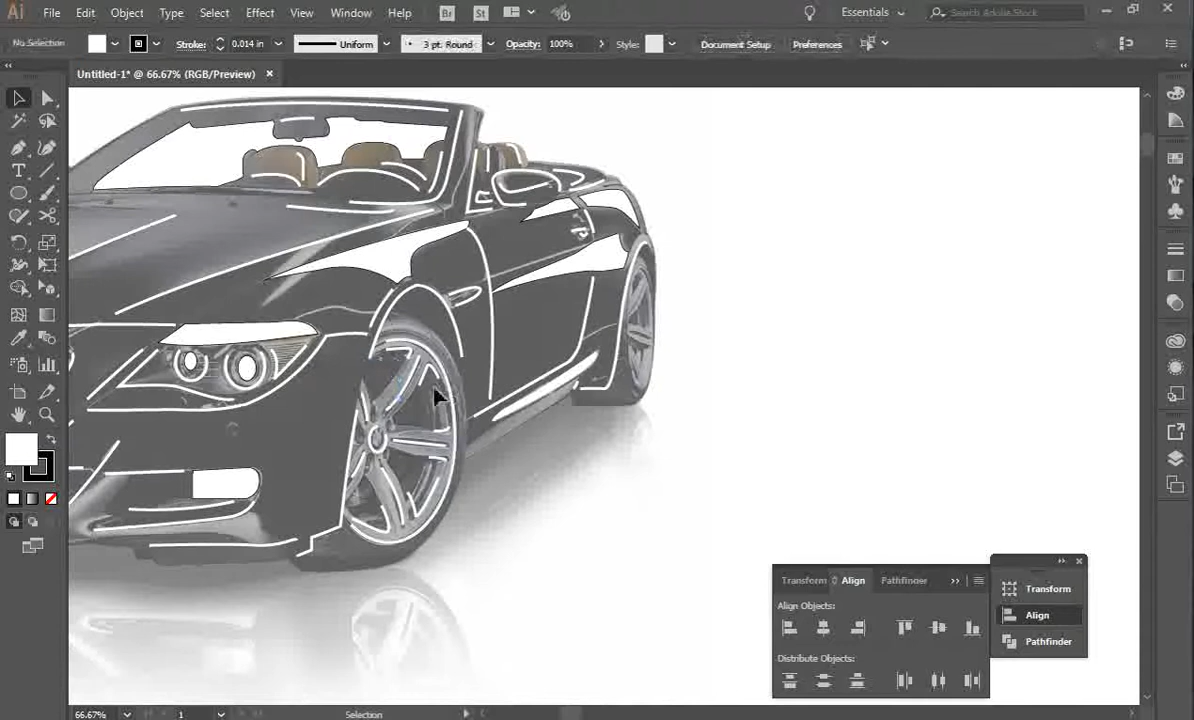 Ai File Edit Object Type Select Effect View Window Help Br St Essentials Search Adobe Stock
No Selection Stroke: 0.014 in Uniform 3 pt. Round Opacity: 100% Style: Document Setup Preferences
Untitled-1* @ 66.67% (RGB/Preview)
Transform Align Pathfinder
Align Objects:
Distribute Objects:
Transform
Align
Pathfinder
66.67% 1 Selection